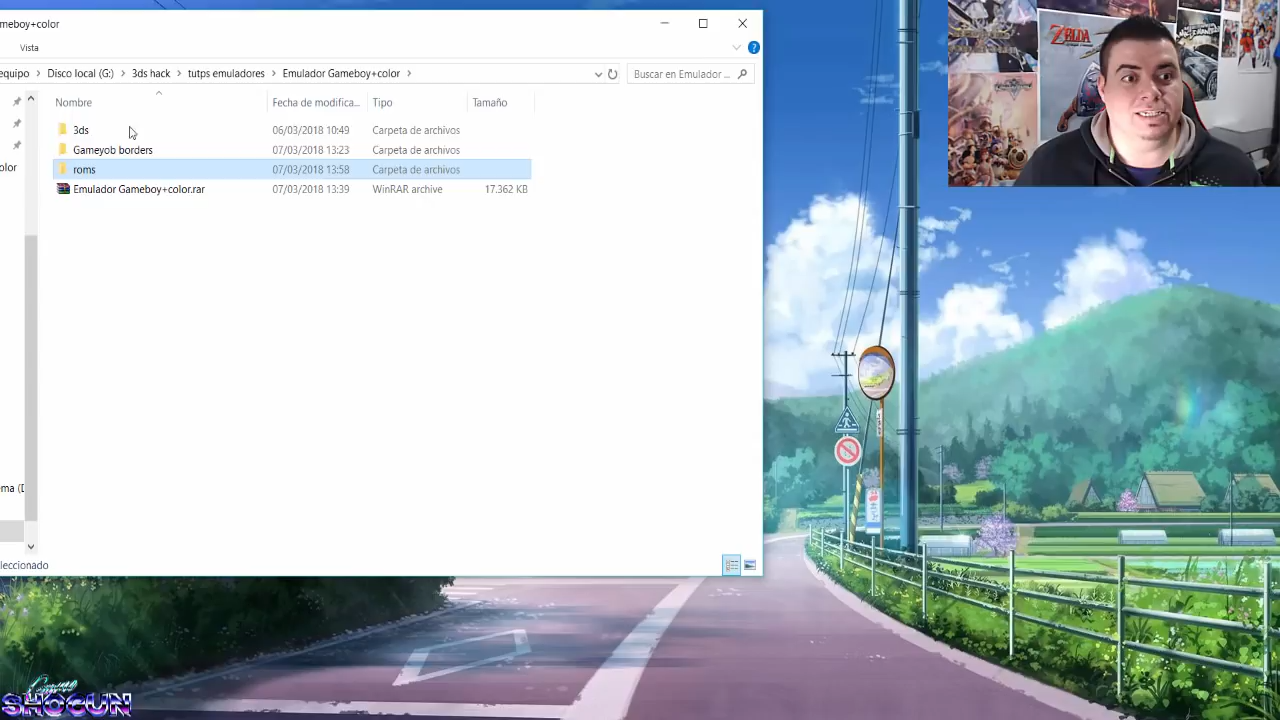 meboy+color
Vista
equipo > Disco local (G:) > 3ds hack > tutps emuladores > Emulador Gameboy+color >
Buscar en Emulador ...
Nombre Fecha de modifica... Tipo Tamaño
3ds 06/03/2018 10:49 Carpeta de archivos
Gameyob borders 07/03/2018 13:23 Carpeta de archivos
roms 07/03/2018 13:58 Carpeta de archivos
Emulador Gameboy+color.rar 07/03/2018 13:39 WinRAR archive 17.362 KB
olor
ema (D
leccionado
ZELDA
SHOGUN